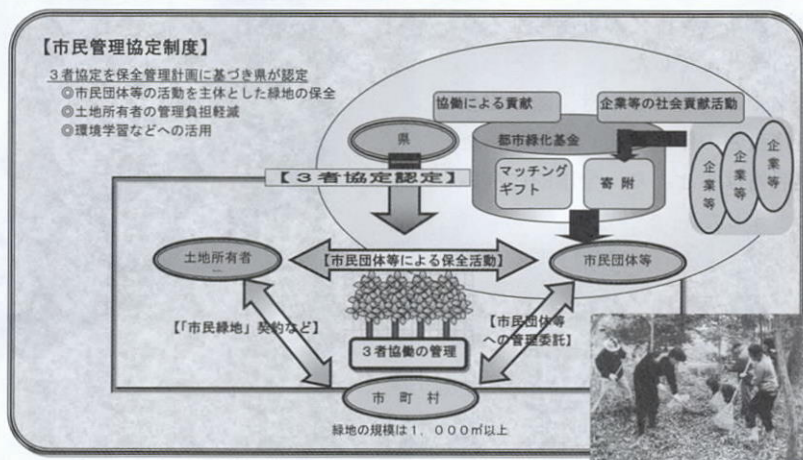 【市民管理協定制度】
３者協定を保全管理計画に基づき県が認定
◎市民団体等の活動を主体とした緑地の保全
◎土地所有者の管理負担軽減
◎環境学習などへの活用
協働による貢献
企業等の社会貢献活動
県
都市緑化基金
【３者協定認定】
マッチング
ギフト
寄附
企業等
企業等
企業等
土地所有者
【市民団体等による保全活動】
市民団体等
【「市民緑地」契約など】
【市民団体等
への管理委託】
３者協働の管理
市町村
緑地の規模は１，０００㎡以上